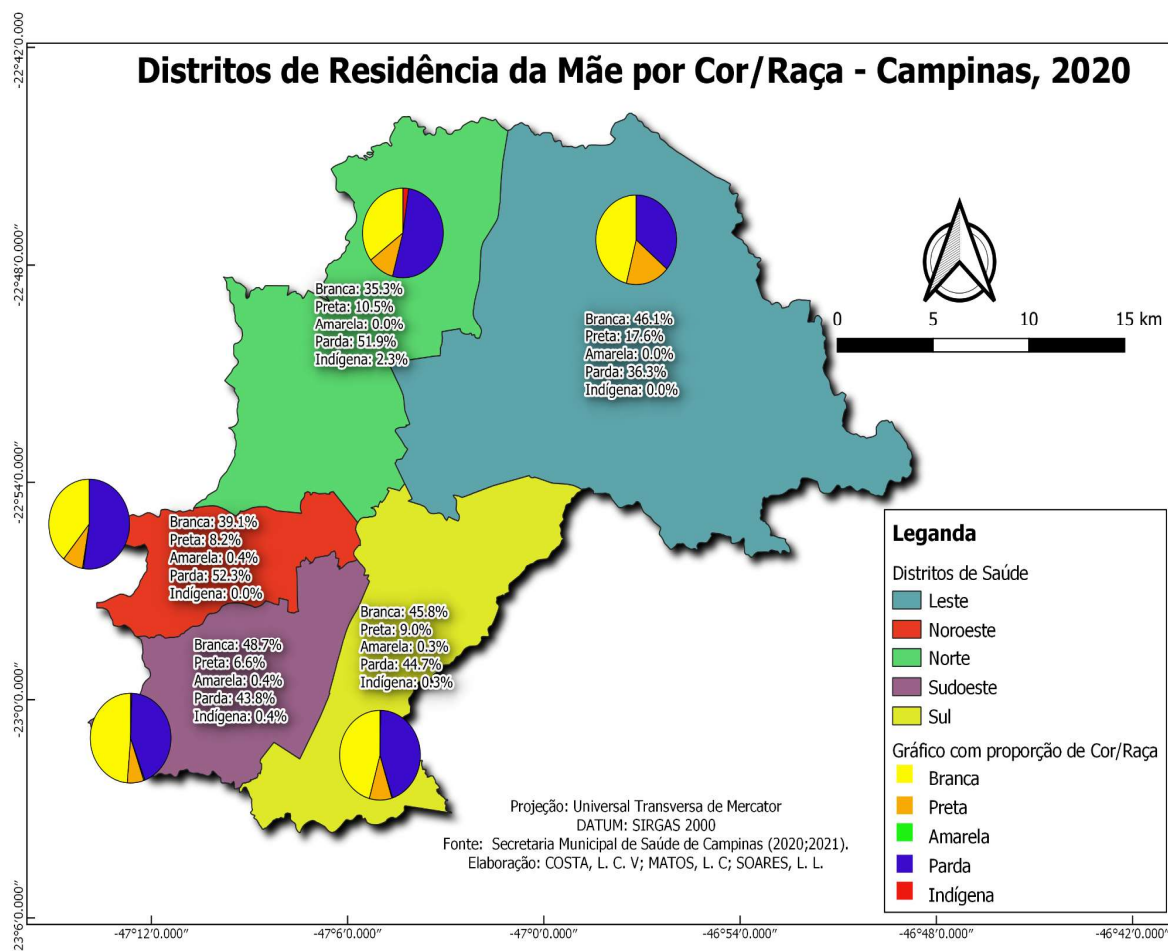 Distritos de Residência da Mãe por Cor/Raça - Campinas, 2020
-22°42'0.000"
-22°48'0.000"
-22°54'0.000"
-23°0'0.000"
23°6'0.000"
Branca: 35.3%
Preta: 10.5%
Amarela: 0.0%
Parda: 51.9%
Indígena: 2.3%
Branca: 46.1%
Preta: 17.6%
Amarela: 0.0%
Parda: 36.3%
Indígena: 0.0%
0 5 10 15 km
Branca: 39.1%
Preta: 8.2%
Amarela: 0.4%
Parda: 52.3%
Indígena: 0.0%
Branca: 45.8%
Preta: 9.0%
Amarela: 0.3%
Parda: 44.7%
Indígena: 0.3%
Branca: 48.7%
Preta: 6.6%
Amarela: 0.4%
Parda: 43.8%
Indígena: 0.4%
Leganda
Distritos de Saúde
Leste
Noroeste
Norte
Sudoeste
Sul
Gráfico com proporção de Cor/Raça
Branca
Preta
Amarela
Parda
Indígena
Projeção: Universal Transversa de Mercator
DATUM: SIRGAS 2000
Fonte: Secretaria Municipal de Saúde de Campinas (2020;2021).
Elaboração: COSTA, L. C. V; MATOS, L. C; SOARES, L. L.
-47°12'0.000" -47°6'0.000" -47°0'0.000" -46°54'0.000" -46°48'0.000" -46°42'0.000"